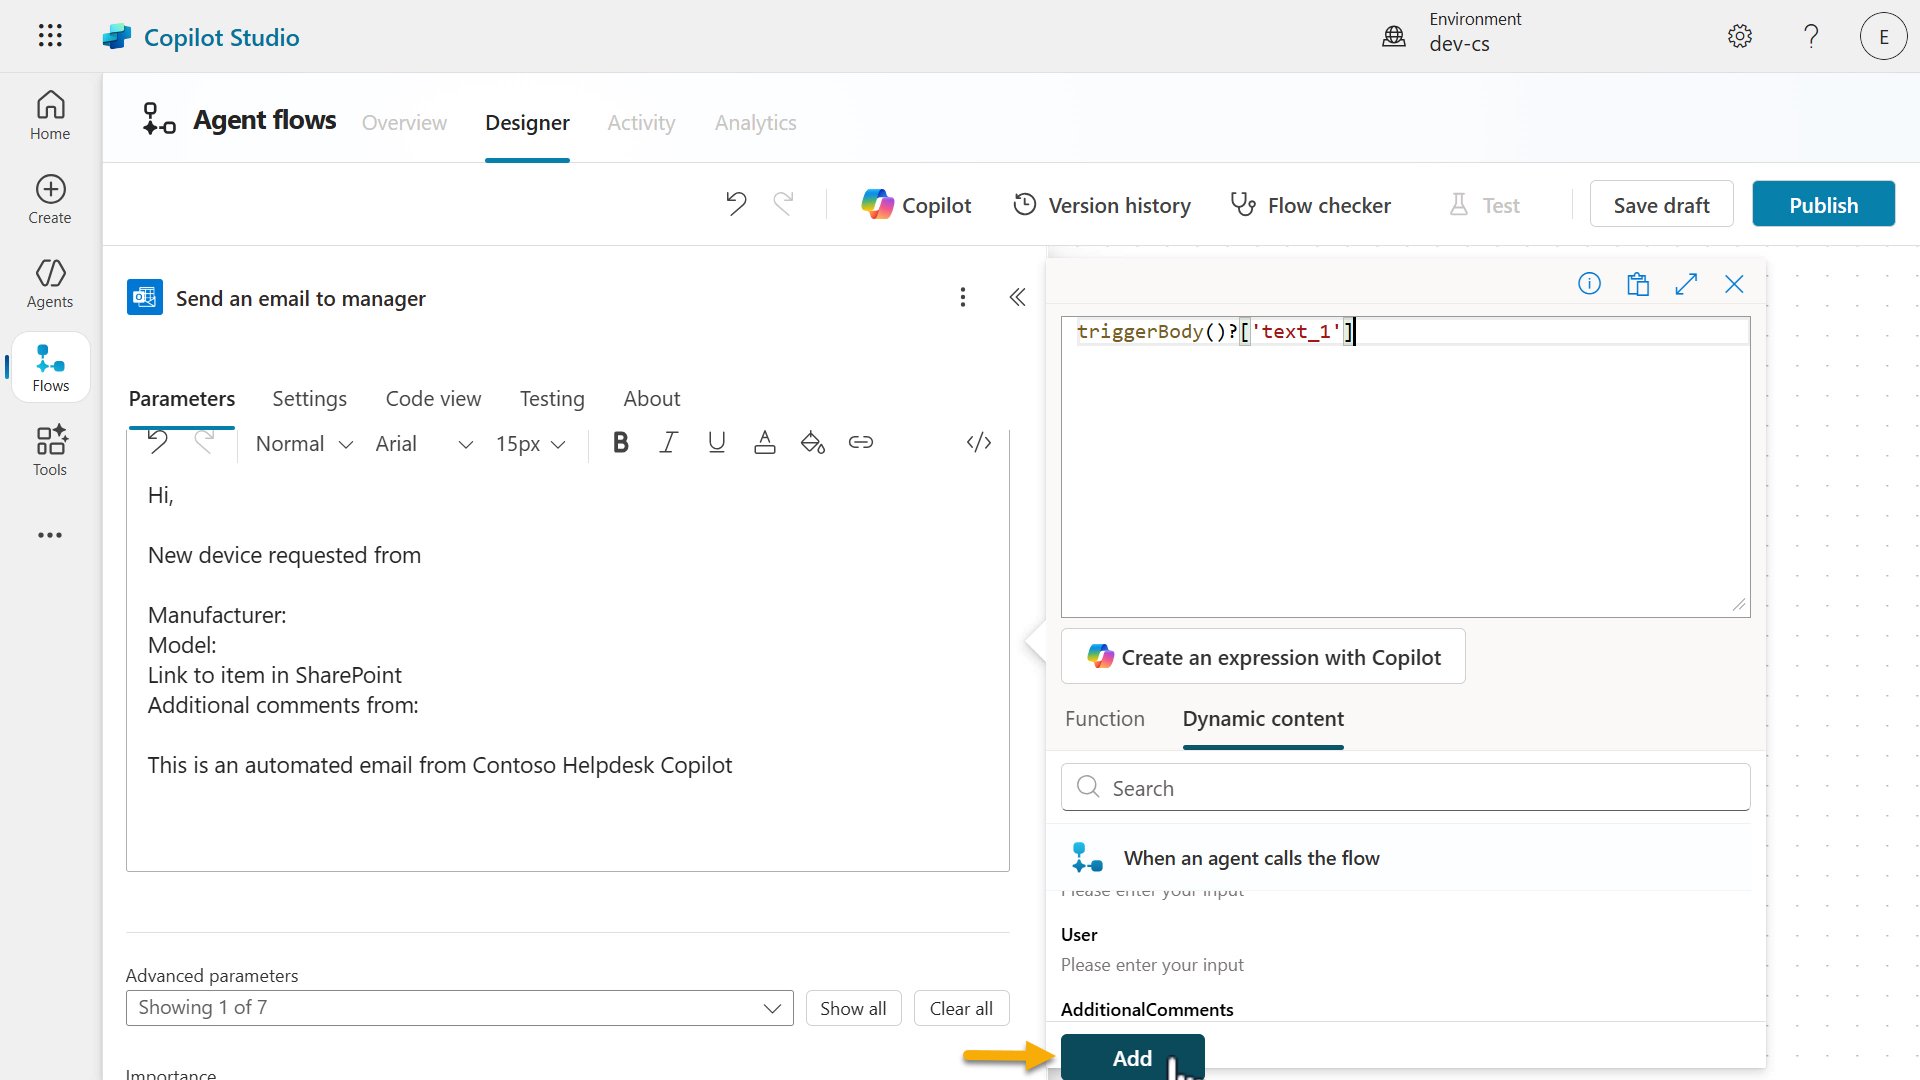 Copilot Studio
Environment
dev-cs
E
Home
Create
Agents
Flows
Tools
Agent flows
Overview
Designer
Activity
Analytics
Copilot
Version history
Flow checker
Test
Save draft
Publish
Send an email to manager
Parameters
Settings
Code view
Testing
About
Normal
Arial
15px
Hi,
New device requested from
Manufacturer:
Model:
Link to item in SharePoint
Additional comments from:
This is an automated email from Contoso Helpdesk Copilot
Advanced parameters
Showing 1 of 7
Show all
Clear all
Importance
triggerBody()?['text_1']
Create an expression with Copilot
Function
Dynamic content
Search
When an agent calls the flow
Please enter your input
User
Please enter your input
AdditionalComments
Add